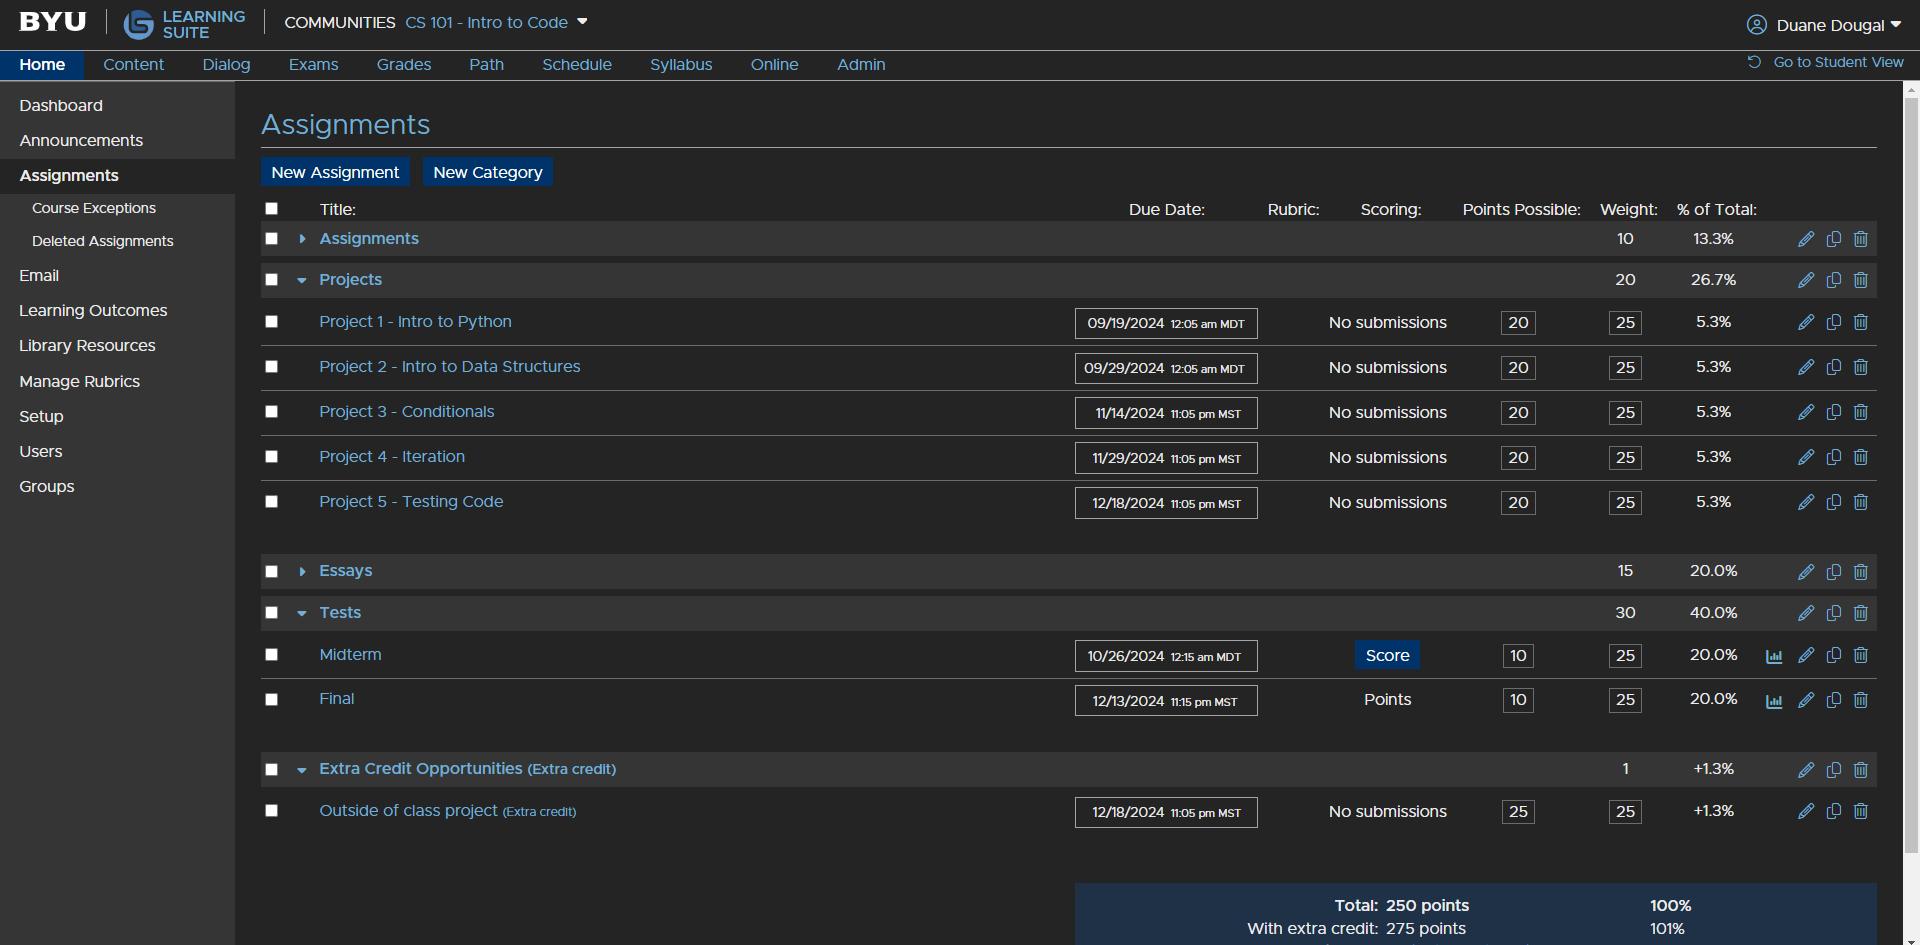 BYU LEARNING SUITE COMMUNITIES CS 101 - Intro to Code Duane Dougal
Home Content Dialog Exams Grades Path Schedule Syllabus Online Admin Go to Student View
Dashboard
Announcements
Assignments
Course Exceptions
Deleted Assignments
Email
Learning Outcomes
Library Resources
Manage Rubrics
Setup
Users
Groups
Assignments
New Assignment New Category
Title: Due Date: Rubric: Scoring: Points Possible: Weight: % of Total:
Assignments 10 13.3%
Projects 20 26.7%
Project 1 - Intro to Python 09/19/2024 12:05 am MDT No submissions 20 25 5.3%
Project 2 - Intro to Data Structures 09/29/2024 12:05 am MDT No submissions 20 25 5.3%
Project 3 - Conditionals 11/14/2024 11:05 pm MST No submissions 20 25 5.3%
Project 4 - Iteration 11/29/2024 11:05 pm MST No submissions 20 25 5.3%
Project 5 - Testing Code 12/18/2024 11:05 pm MST No submissions 20 25 5.3%
Essays 15 20.0%
Tests 30 40.0%
Midterm 10/26/2024 12:15 am MDT Score 10 25 20.0%
Final 12/13/2024 11:15 pm MST Points 10 25 20.0%
Extra Credit Opportunities (Extra credit) 1 +1.3%
Outside of class project (Extra credit) 12/18/2024 11:05 pm MST No submissions 25 25 +1.3%
Total: 250 points 100%
With extra credit: 275 points 101%